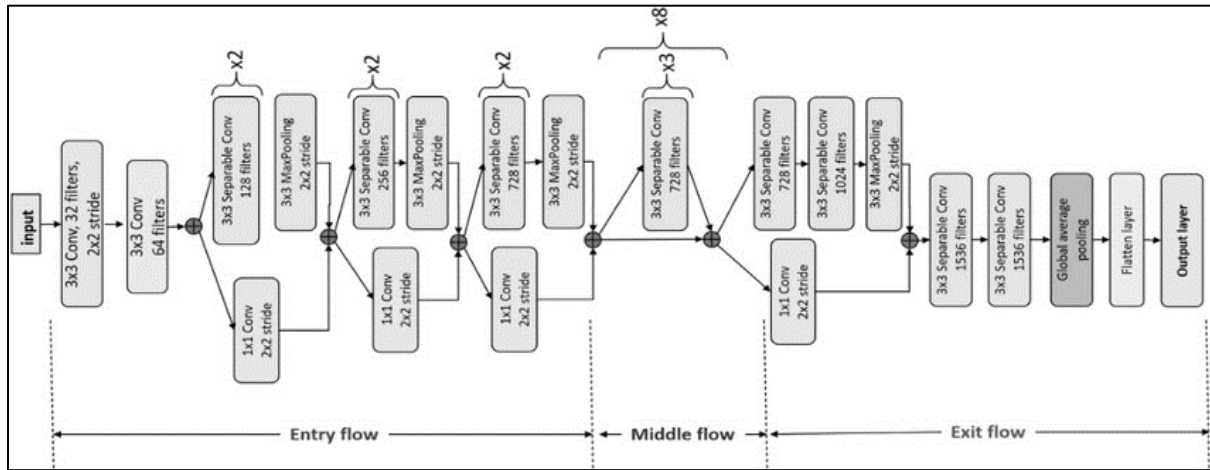 input
3x3 Conv, 32 filters,
2x2 stride
3x3 Conv
64 filters
x2
3x3 Separable Conv
128 filters
3x3 MaxPooling
2x2 stride
1x1 Conv
2x2 stride
x2
3x3 Separable Conv
256 filters
3x3 MaxPooling
2x2 stride
1x1 Conv
2x2 stride
x2
3x3 Separable Conv
728 filters
3x3 MaxPooling
2x2 stride
1x1 Conv
2x2 stride
x8
x3
3x3 Separable Conv
728 filters
3x3 Separable Conv
728 filters
3x3 Separable Conv
1024 filters
3x3 MaxPooling
2x2 stride
1x1 Conv
2x2 stride
3x3 Separable Conv
1536 filters
3x3 Separable Conv
1536 filters
Global average
pooling
Flatten layer
Output layer
Entry flow
Middle flow
Exit flow